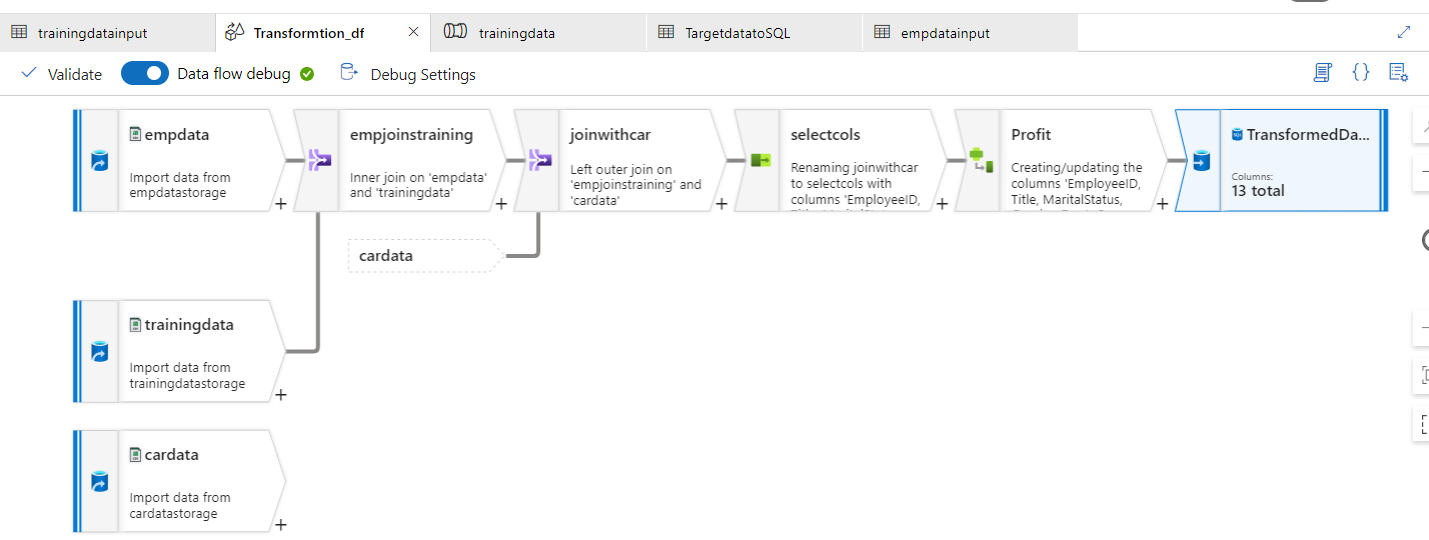 trainingdatainput
Transformtion_df
trainingdata
TargetdatatoSQL
empdatainput
Validate
Data flow debug
Debug Settings
empdata
Import data from
empdatastorage
+
empjoinstraining
Inner join on 'empdata'
and 'trainingdata'
+
joinwithcar
Left outer join on
'empjoinstraining' and
'cardata'
+
selectcols
Renaming joinwithcar
to selectcols with
columns 'EmployeeID,
+
Profit
Creating/updating the
columns 'EmployeeID,
Title, MaritalStatus,
+
TransformedDa...
Columns:
13 total
cardata
trainingdata
Import data from
trainingdatastorage
+
cardata
Import data from
cardatastorage
+